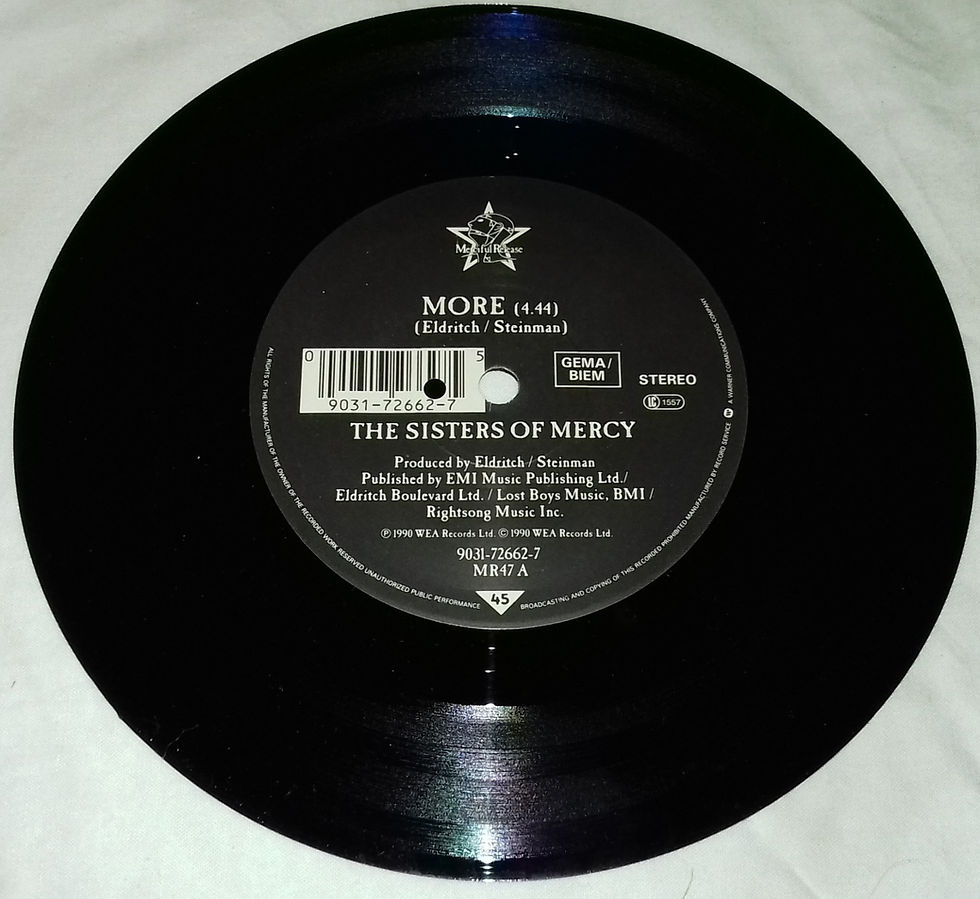 Merciful Release
MORE (4.44)
(Eldritch / Steinman)
0 5
9031-72662-7
GEMA/
BIEM
STEREO
LC 1557
THE SISTERS OF MERCY
Produced by Eldritch / Steinman
Published by EMI Music Publishing Ltd./
Eldritch Boulevard Ltd. / Lost Boys Music, BMI /
Rightsong Music Inc.
℗ 1990 WEA Records Ltd. © 1990 WEA Records Ltd.
9031-72662-7
MR47 A
45
ALL RIGHTS OF THE MANUFACTURER OF THE OWNER OF THE RECORDED WORK RESERVED UNAUTHORIZED PUBLIC PERFORMANCE
BROADCASTING AND COPYING OF THIS RECORDED PROHIBITED MANUFACTURED BY RECORD SERVICE A WARNER COMMUNICATIONS COMPANY